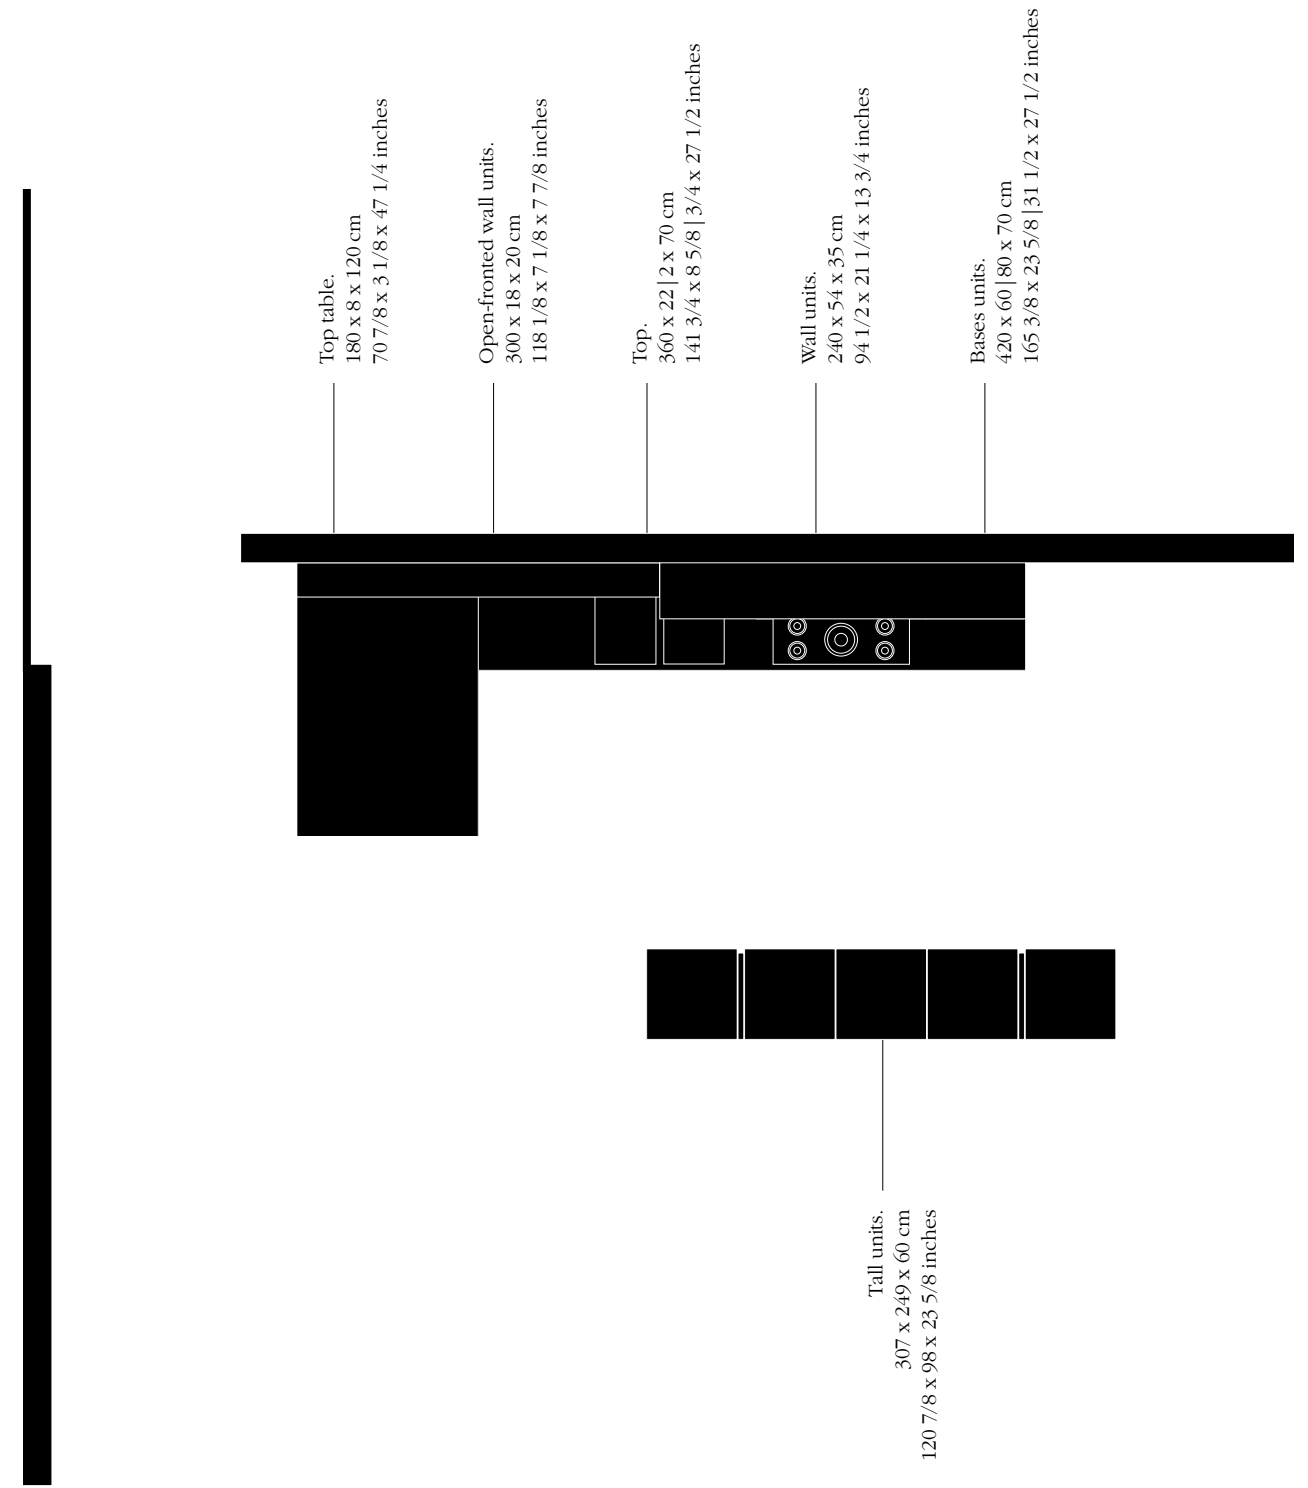 Top table.
180 x 8 x 120 cm
70 7/8 x 3 1/8 x 47 1/4 inches
Open-fronted wall units.
300 x 18 x 20 cm
118 1/8 x 7 1/8 x 7 7/8 inches
Top.
360 x 22|2 x 70 cm
141 3/4 x 8 5/8|3/4 x 27 1/2 inches
Wall units.
240 x 54 x 35 cm
94 1/2 x 21 1/4 x 13 3/4 inches
Bases units.
420 x 60|80 x 70 cm
165 3/8 x 23 5/8|31 1/2 x 27 1/2 inches
Tall units.
307 x 249 x 60 cm
120 7/8 x 98 x 23 5/8 inches